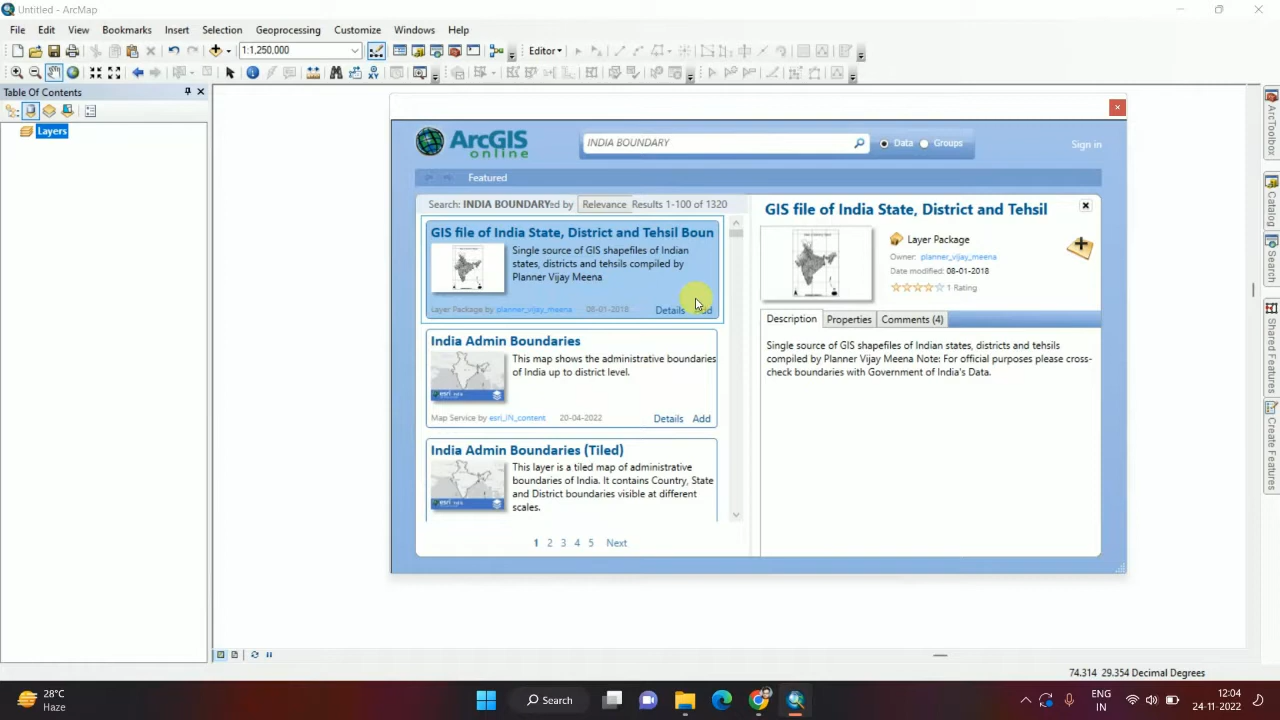 Untitled - ArcMap
File Edit View Bookmarks Insert Selection Geoprocessing Customize Windows Help
1:1,250,000
Editor
Table Of Contents
Layers
ArcGIS
online
INDIA BOUNDARY
Data
Groups
Sign in
Featured
Search: INDIA BOUNDARYed by Relevance Results 1-100 of 1320
GIS file of India State, District and Tehsil Boun
Single source of GIS shapefiles of Indian
states, districts and tehsils compiled by
Planner Vijay Meena
Layer Package by planner_vijay_meena 08-01-2018 Details Add
India Admin Boundaries
This map shows the administrative boundaries
of India up to district level.
Map Service by esri_IN_content 20-04-2022 Details Add
India Admin Boundaries (Tiled)
This layer is a tiled map of administrative
boundaries of India. It contains Country, State
and District boundaries visible at different
scales.
1 2 3 4 5 Next
GIS file of India State, District and Tehsil
Layer Package
Owner: planner_vijay_meena
Date modified: 08-01-2018
1 Rating
Description Properties Comments (4)
Single source of GIS shapefiles of Indian states, districts and tehsils
compiled by Planner Vijay Meena Note: For official purposes please cross-
check boundaries with Government of India's Data.
ArcToolbox
Catalog
Search
Shared Features
Create Features
74.314 29.354 Decimal Degrees
28°C
Haze
Search
ENG
IN
12:04
24-11-2022